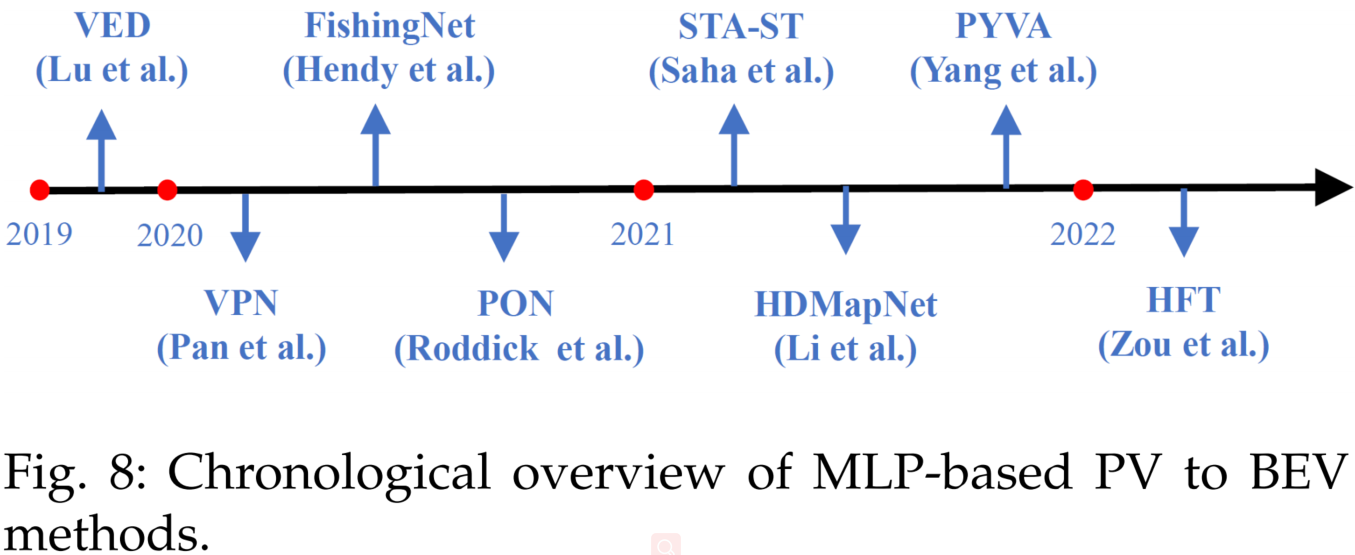 VED
(Lu et al.)
FishingNet
(Hendy et al.)
STA-ST
(Saha et al.)
PYVA
(Yang et al.)
2019
2020
2021
2022
VPN
(Pan et al.)
PON
(Roddick et al.)
HDMapNet
(Li et al.)
HFT
(Zou et al.)
Fig. 8: Chronological overview of MLP-based PV to BEV
methods.